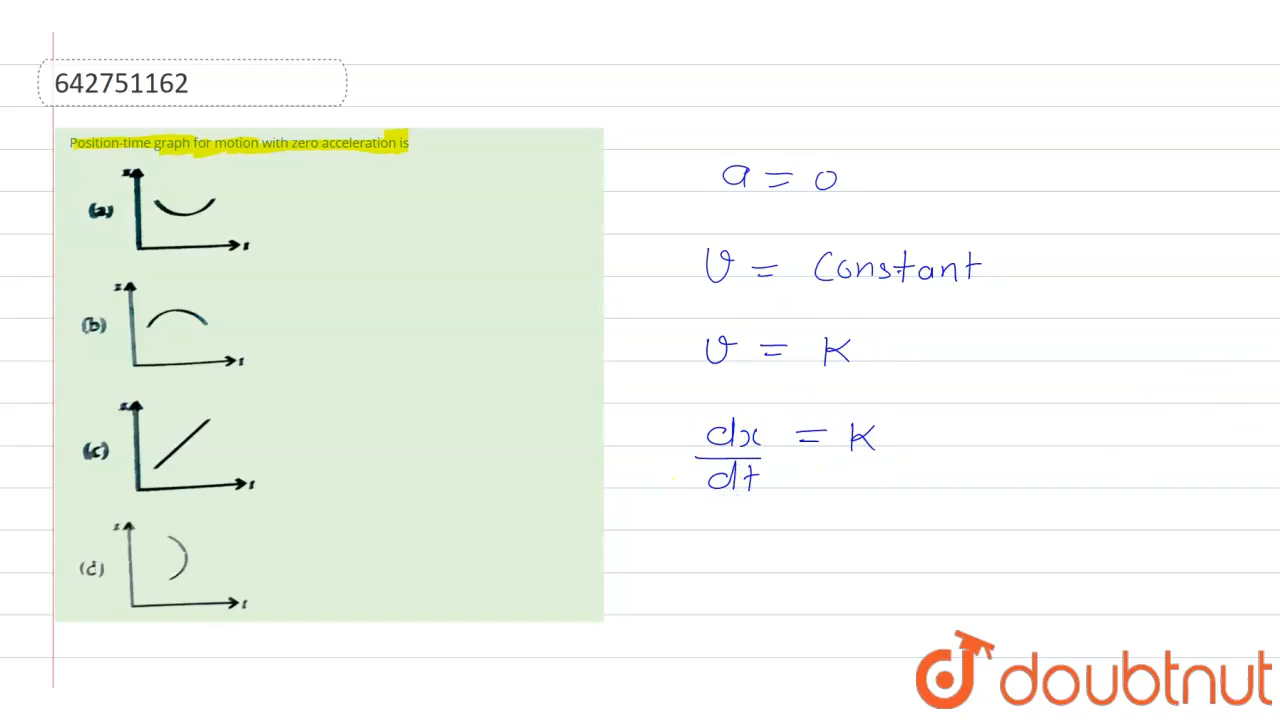 642751162
Position-time graph for motion with zero acceleration is
(a) x t
(b) x t
(c) x t
(d) x t
a = 0
v = Constant
v = K
dx/dt = K
doubtnut